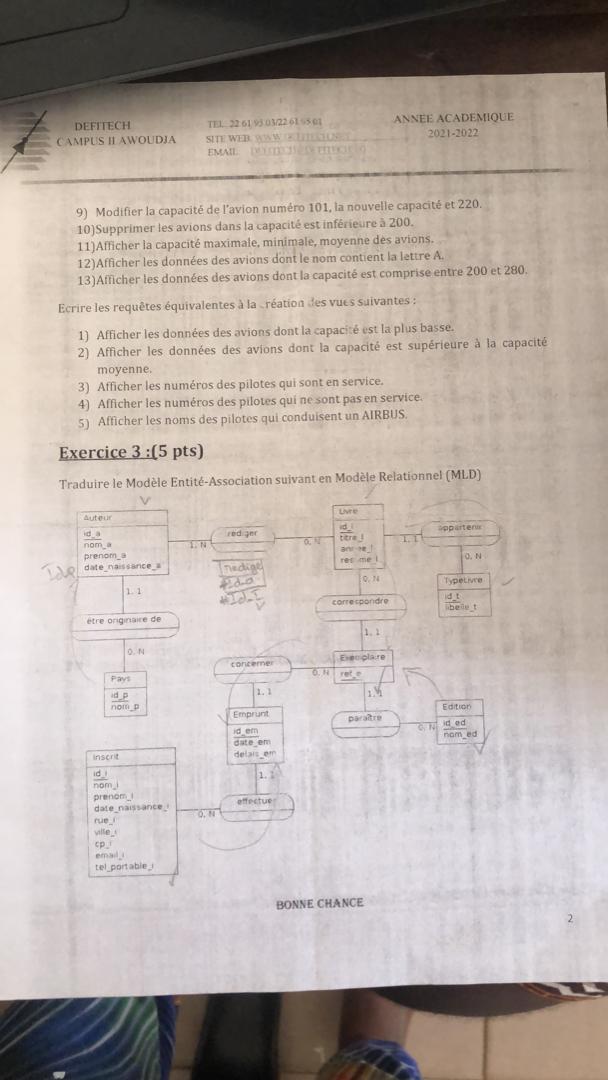 DEFITECH
CAMPUS II AWOUDJA
TEL 22 61 95 03/22 61 95 01
SITE WEB
EMAIL
ANNEE ACADEMIQUE
2021-2022
9) Modifier la capacité de l'avion numéro 101, la nouvelle capacité et 220.
10)Supprimer les avions dans la capacité est inférieure à 200.
11)Afficher la capacité maximale, minimale, moyenne des avions.
12)Afficher les données des avions dont le nom contient la lettre A.
13)Afficher les données des avions dont la capacité est comprise entre 200 et 280.
Ecrire les requêtes équivalentes à la création des vues suivantes :
1) Afficher les données des avions dont la capacité est la plus basse.
2) Afficher les données des avions dont la capacité est supérieure à la capacité
moyenne.
3) Afficher les numéros des pilotes qui sont en service.
4) Afficher les numéros des pilotes qui ne sont pas en service.
5) Afficher les noms des pilotes qui conduisent un AIRBUS.
Exercice 3 :(5 pts)
Traduire le Modèle Entité-Association suivant en Modèle Relationnel (MLD)
Auteur
id_a
nom_a
prenom_a
date_naissance_a
1. N
rediger
0. N
Livre
id_l
titre_l
annee_l
resume_l
1. 1
appartenir
0. N
TypeLivre
id_t
libelle_t
1. 1
être originaire de
0. N
Pays
id_p
nom_p
0. N
correspondre
1. 1
Exemplaire
ref_e
0. N
concerner
1. 1
Emprunt
id_em
date_em
delais_em
1. 1
paraître
0. N
Edition
id_ed
nom_ed
1. 1
effectuer
0. N
Inscrit
id_i
nom_i
prenom_i
date_naissance_i
rue_i
ville_i
cp_i
email_i
tel_portable_i
BONNE CHANCE
2